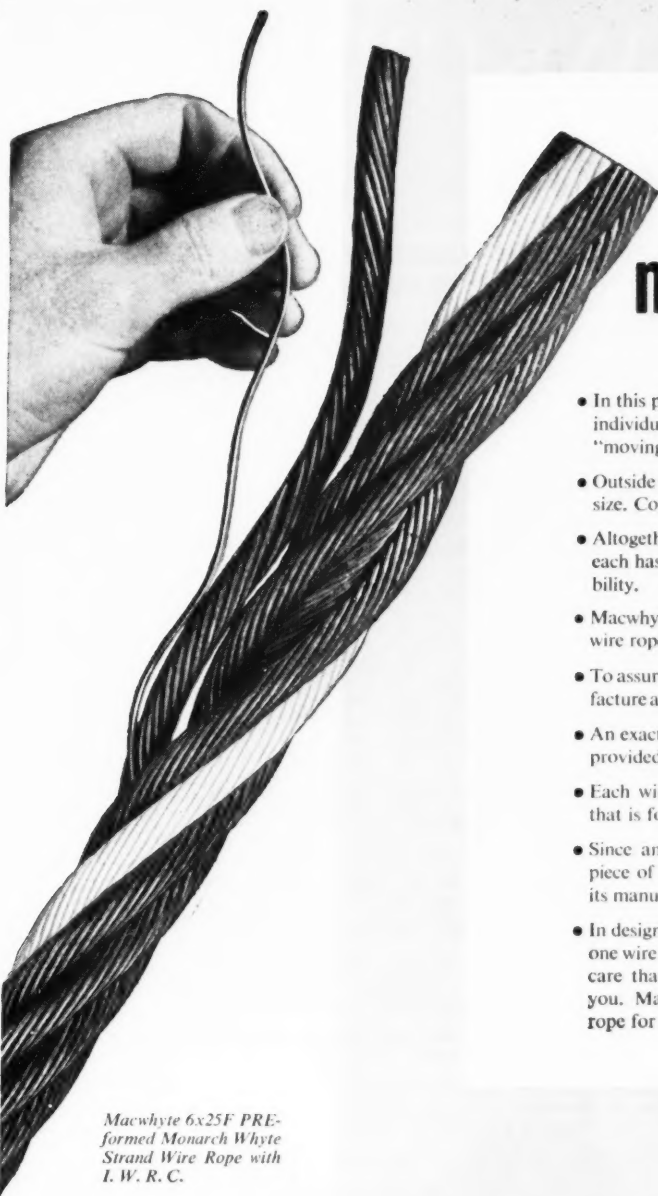 In this p
individu
"moving
Outside
size. Co
Altogeth
each has
bility.
Macwhy
wire rop
To assur
facture a
An exact
provided
Each wi
that is fo
Since an
piece of
its manu
In design
one wire
care tha
you. Ma
rope for
Macwhyte 6x25F PRE-
formed Monarch Whyte
Strand Wire Rope with
I. W. R. C.